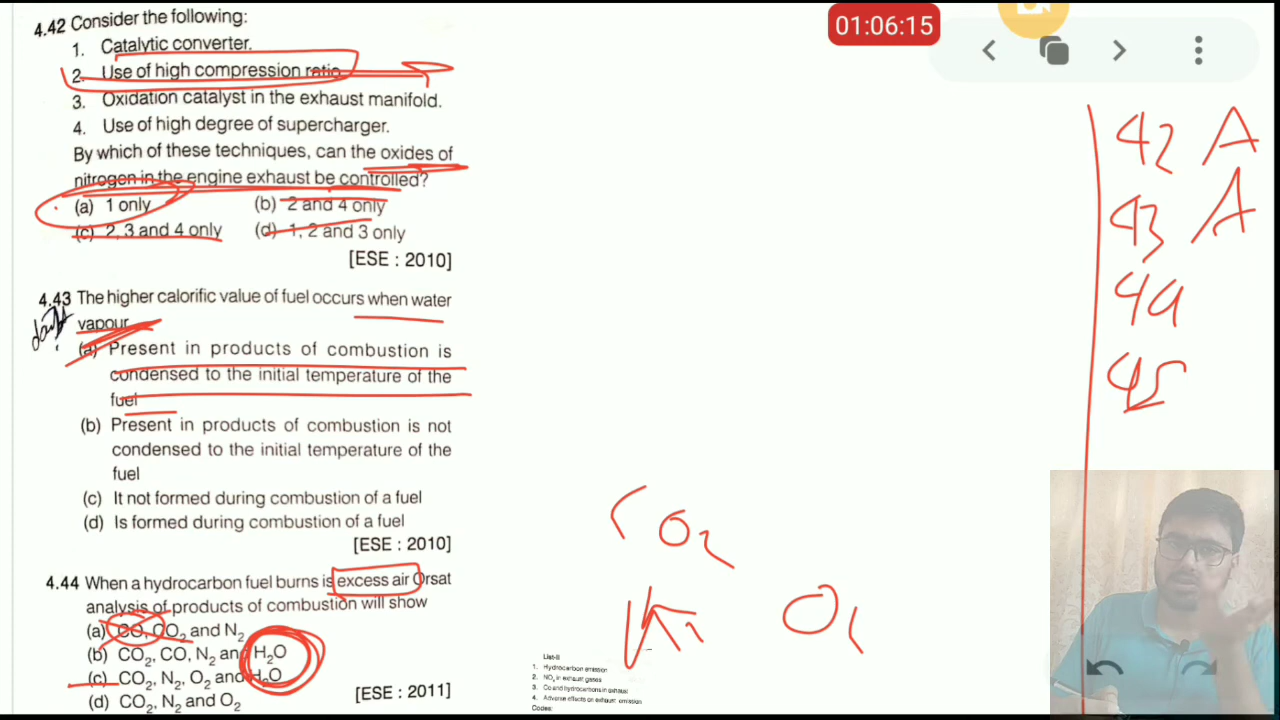 4.42 Consider the following:
1. Catalytic converter.
2. Use of high compression ratio.
3. Oxidation catalyst in the exhaust manifold.
4. Use of high degree of supercharger.
By which of these techniques, can the oxides of
nitrogen in the engine exhaust be controlled?
(a) 1 only (b) 2 and 4 only
(c) 2, 3 and 4 only (d) 1, 2 and 3 only
[ESE : 2010]
4.43 The higher calorific value of fuel occurs when water
vapour
(a) Present in products of combustion is
condensed to the initial temperature of the
fuel
(b) Present in products of combustion is not
condensed to the initial temperature of the
fuel
(c) It not formed during combustion of a fuel
(d) Is formed during combustion of a fuel
[ESE : 2010]
4.44 When a hydrocarbon fuel burns is excess air Orsat
analysis of products of combustion will show
(a) CO, CO₂ and N₂
(b) CO₂, CO, N₂ and H₂O
(c) CO₂, N₂, O₂ and H₂O
(d) CO₂, N₂ and O₂
[ESE : 2011]
List-II
1. Hydrocarbon emission
2. NOₓ in exhaust gases
3. Co and hydrocarbons in exhaust
4. Adverse effects on exhaust emission
Codes:
CO₂
01:06:15
42 A
43 A
44
45